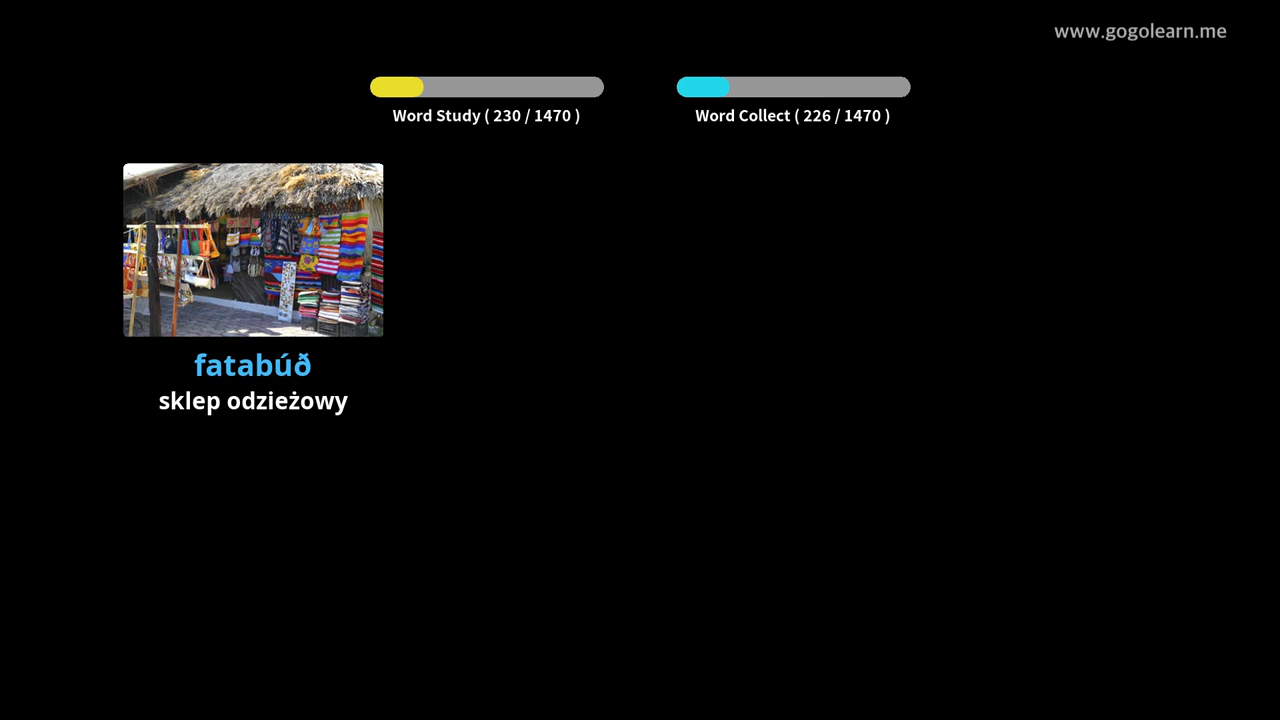 www.gogolearn.me
Word Study ( 230 / 1470 )
Word Collect ( 226 / 1470 )
fatabúð
sklep odzieżowy